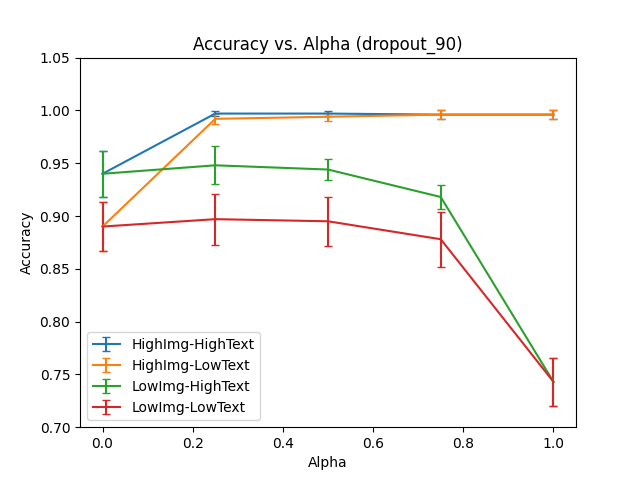 Accuracy vs. Alpha (dropout_90)
1.05
1.00
0.95
0.90
0.85
0.80
0.75
0.70
Accuracy
HighImg-HighText
HighImg-LowText
LowImg-HighText
LowImg-LowText
0.0 0.2 0.4 0.6 0.8 1.0
Alpha